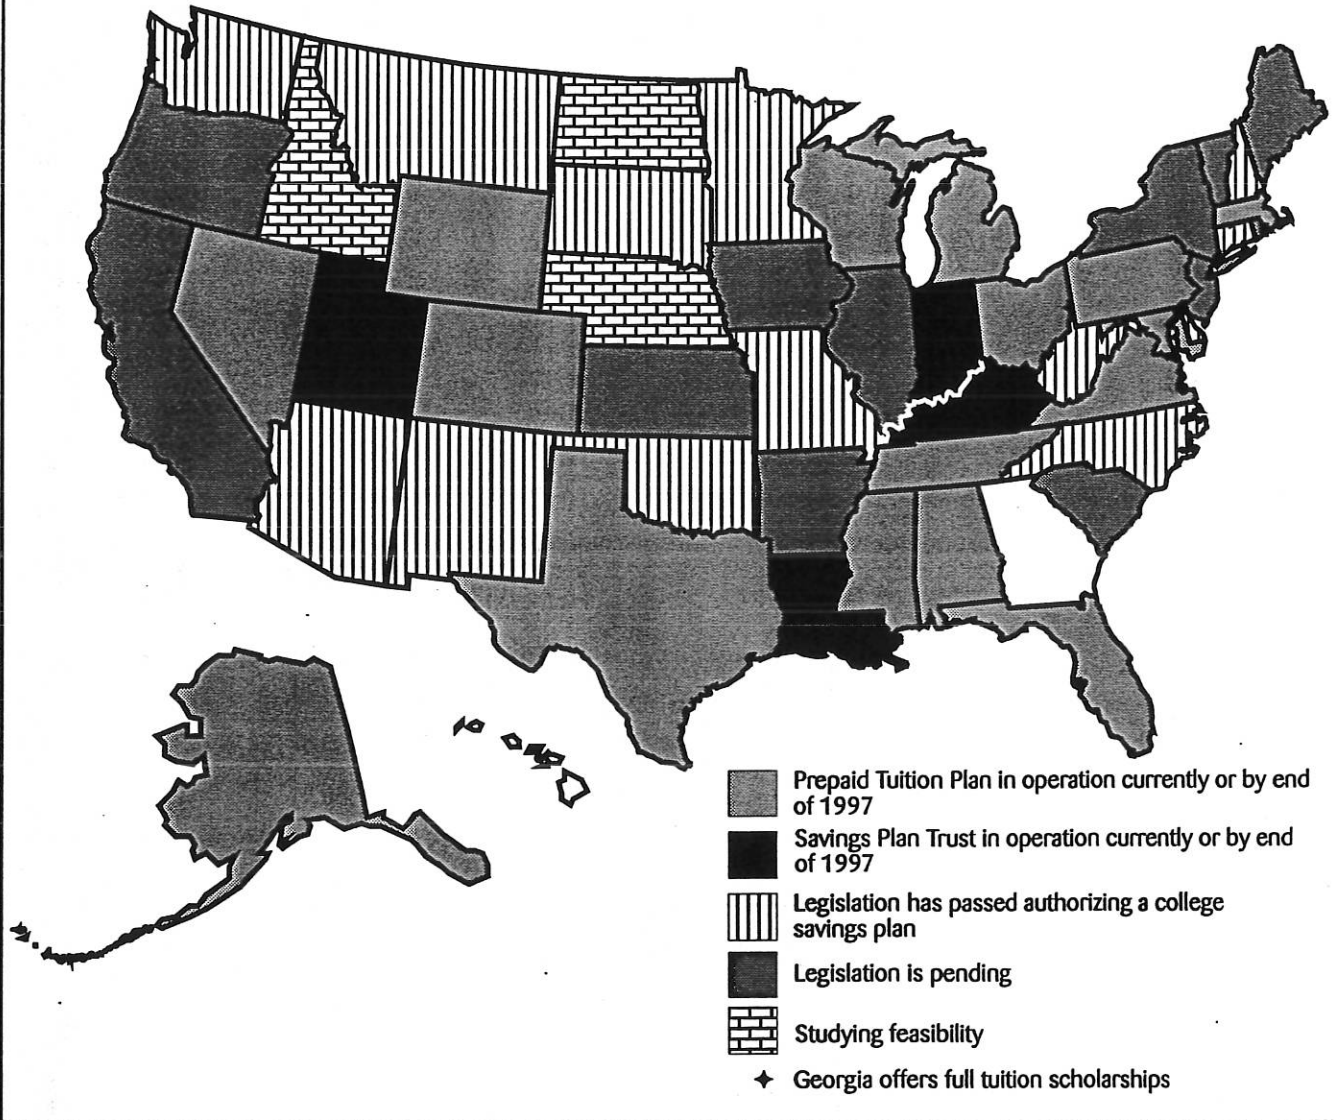 Prepaid Tuition Plan in operation currently or by end
of 1997
Savings Plan Trust in operation currently or by end
of 1997
Legislation has passed authorizing a college
savings plan
Legislation is pending
Studying feasibility
Georgia offers full tuition scholarships